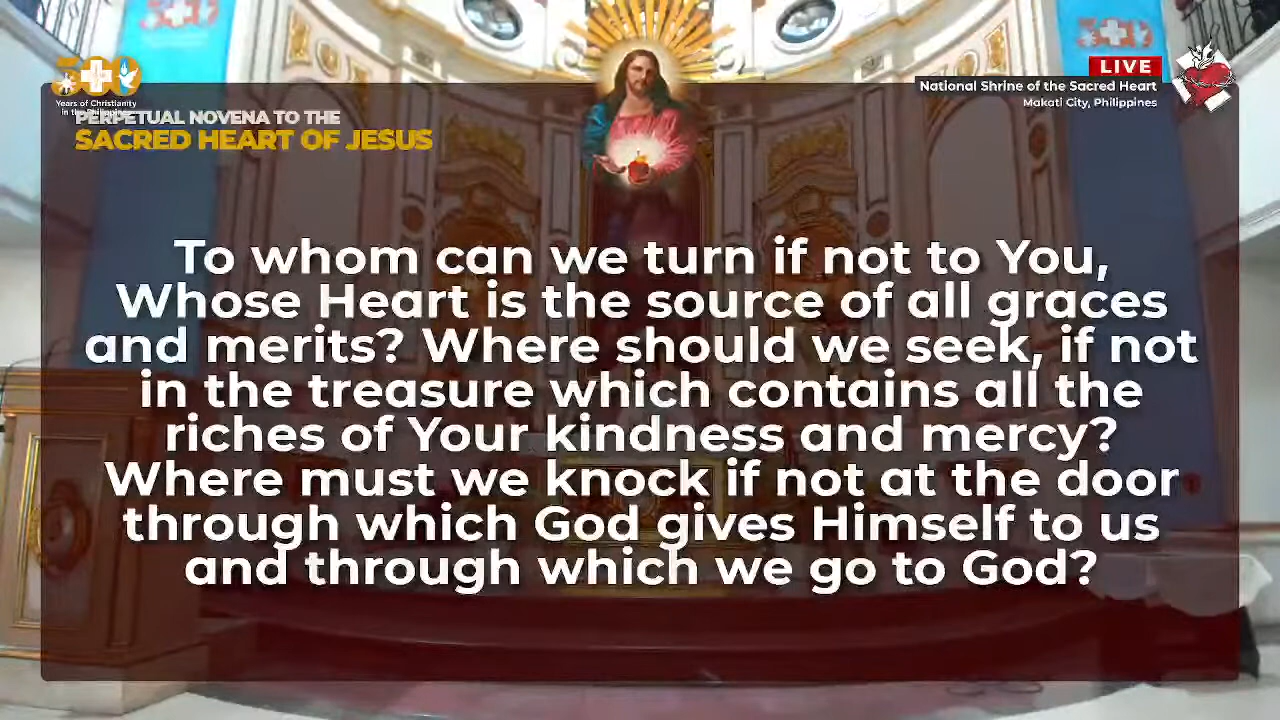 500
Years of Christianity
in the Philippines
PERPETUAL NOVENA TO THE
SACRED HEART OF JESUS
LIVE
National Shrine of the Sacred Heart
Makati City, Philippines
To whom can we turn if not to You,
Whose Heart is the source of all graces
and merits? Where should we seek, if not
in the treasure which contains all the
riches of Your kindness and mercy?
Where must we knock if not at the door
through which God gives Himself to us
and through which we go to God?